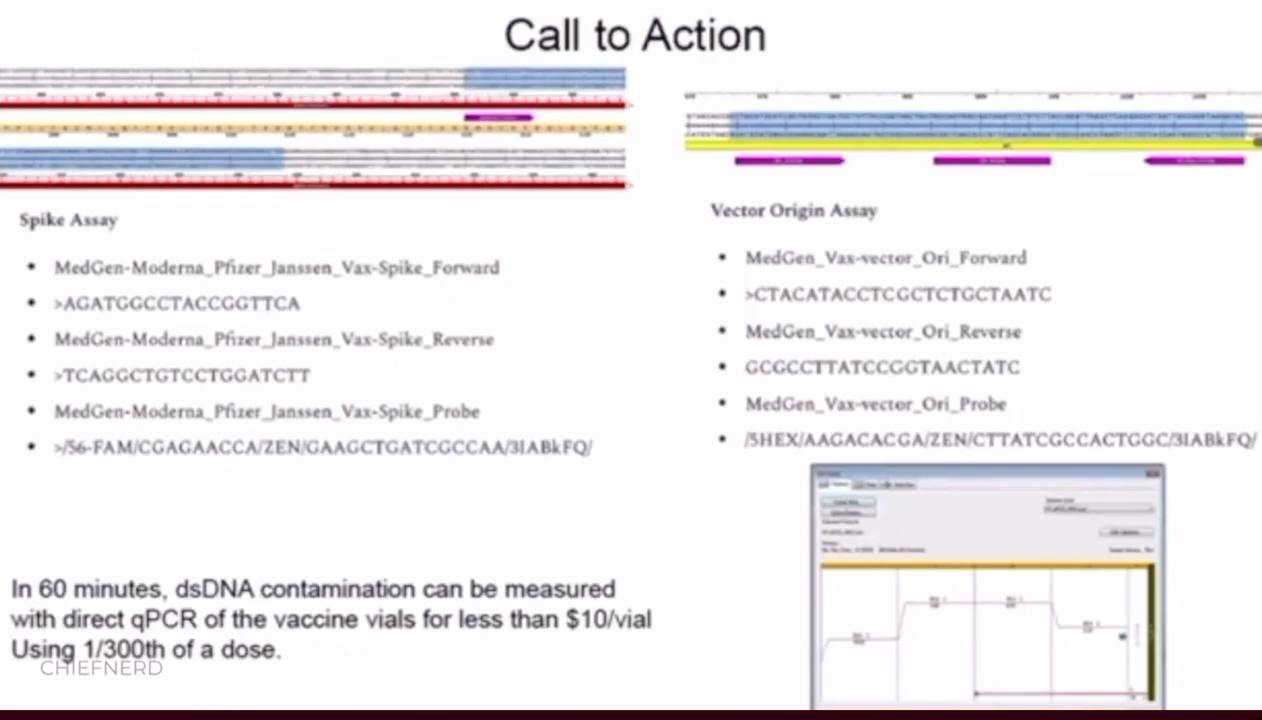 Call to Action
Spike Assay
• MedGen-Moderna_Pfizer_Janssen_Vax-Spike_Forward
• >AGATGGCCTACCGGTTCA
• MedGen-Moderna_Pfizer_Janssen_Vax-Spike_Reverse
• >TCAGGCTGTCCTGGATCTT
• MedGen-Moderna_Pfizer_Janssen_Vax-Spike_Probe
• >/56-FAM/CGAGAACCA/ZEN/GAAGCTGATCGCCAA/3IABkFQ/
Vector Origin Assay
• MedGen_Vax-vector_Ori_Forward
• >CTACATACCTCGCTCTGCTAATC
• MedGen_Vax-vector_Ori_Reverse
• GCGCCTTATCCGGTAACTATC
• MedGen_Vax-vector_Ori_Probe
• /5HEX/AAGACACGA/ZEN/CTTATCGCCACTGGC/3IABkFQ/
In 60 minutes, dsDNA contamination can be measured
with direct qPCR of the vaccine vials for less than $10/vial
Using 1/300th of a dose.
CHIEFNERD